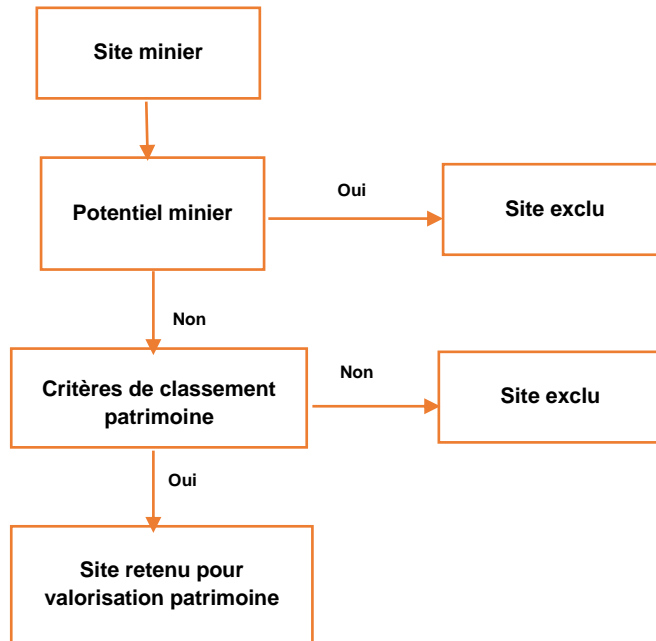 Site minier
Potentiel minier
Oui
Site exclu
Non
Critères de classement
patrimoine
Non
Site exclu
Oui
Site retenu pour
valorisation patrimoine